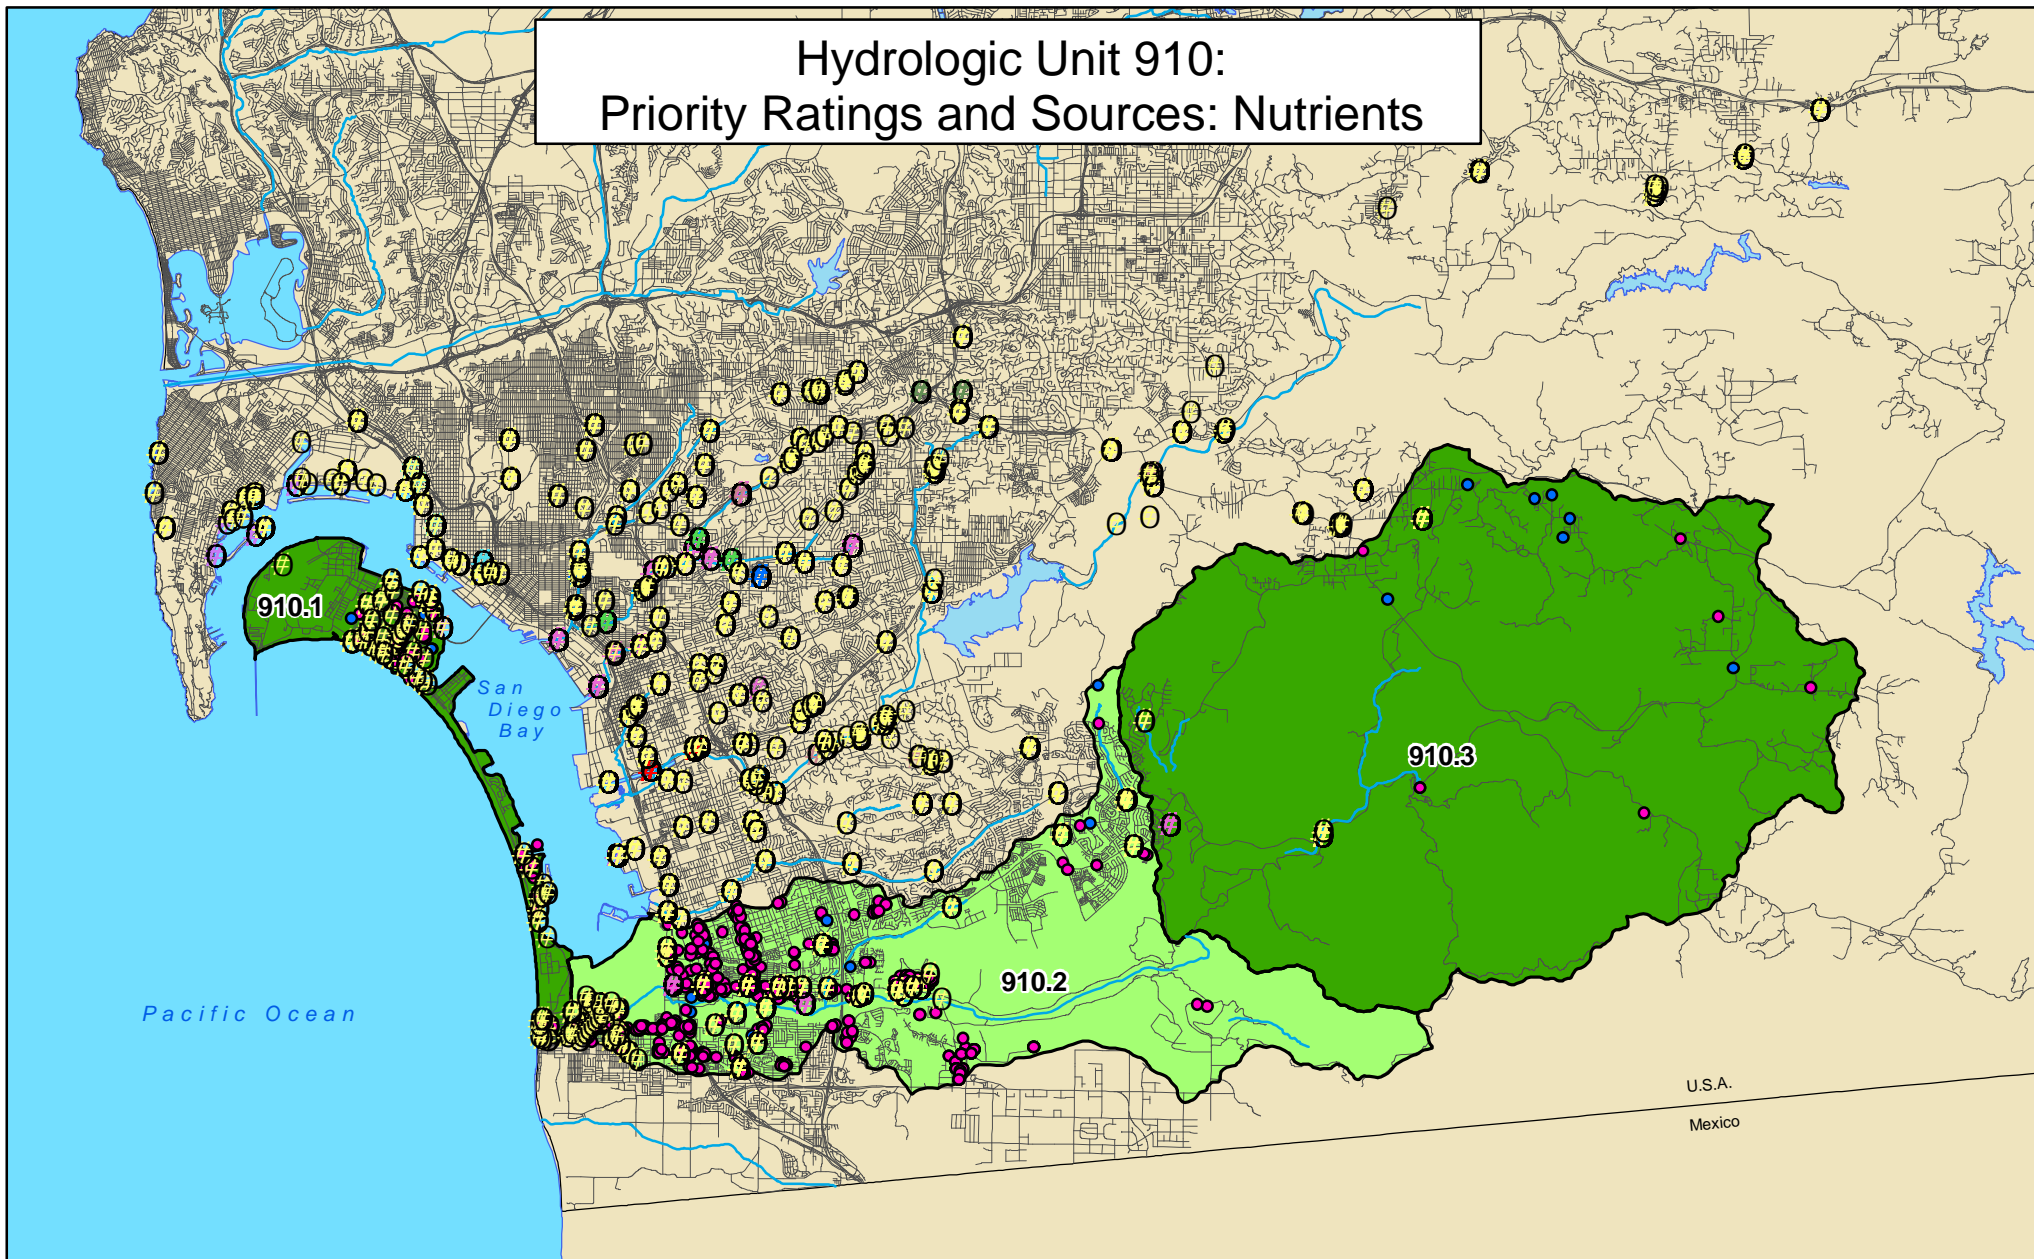 Hydrologic Unit 910:
Priority Ratings and Sources: Nutrients
910.1
San
Diego
Bay
910.3
910.2
Pacific Ocean
U.S.A.
Mexico